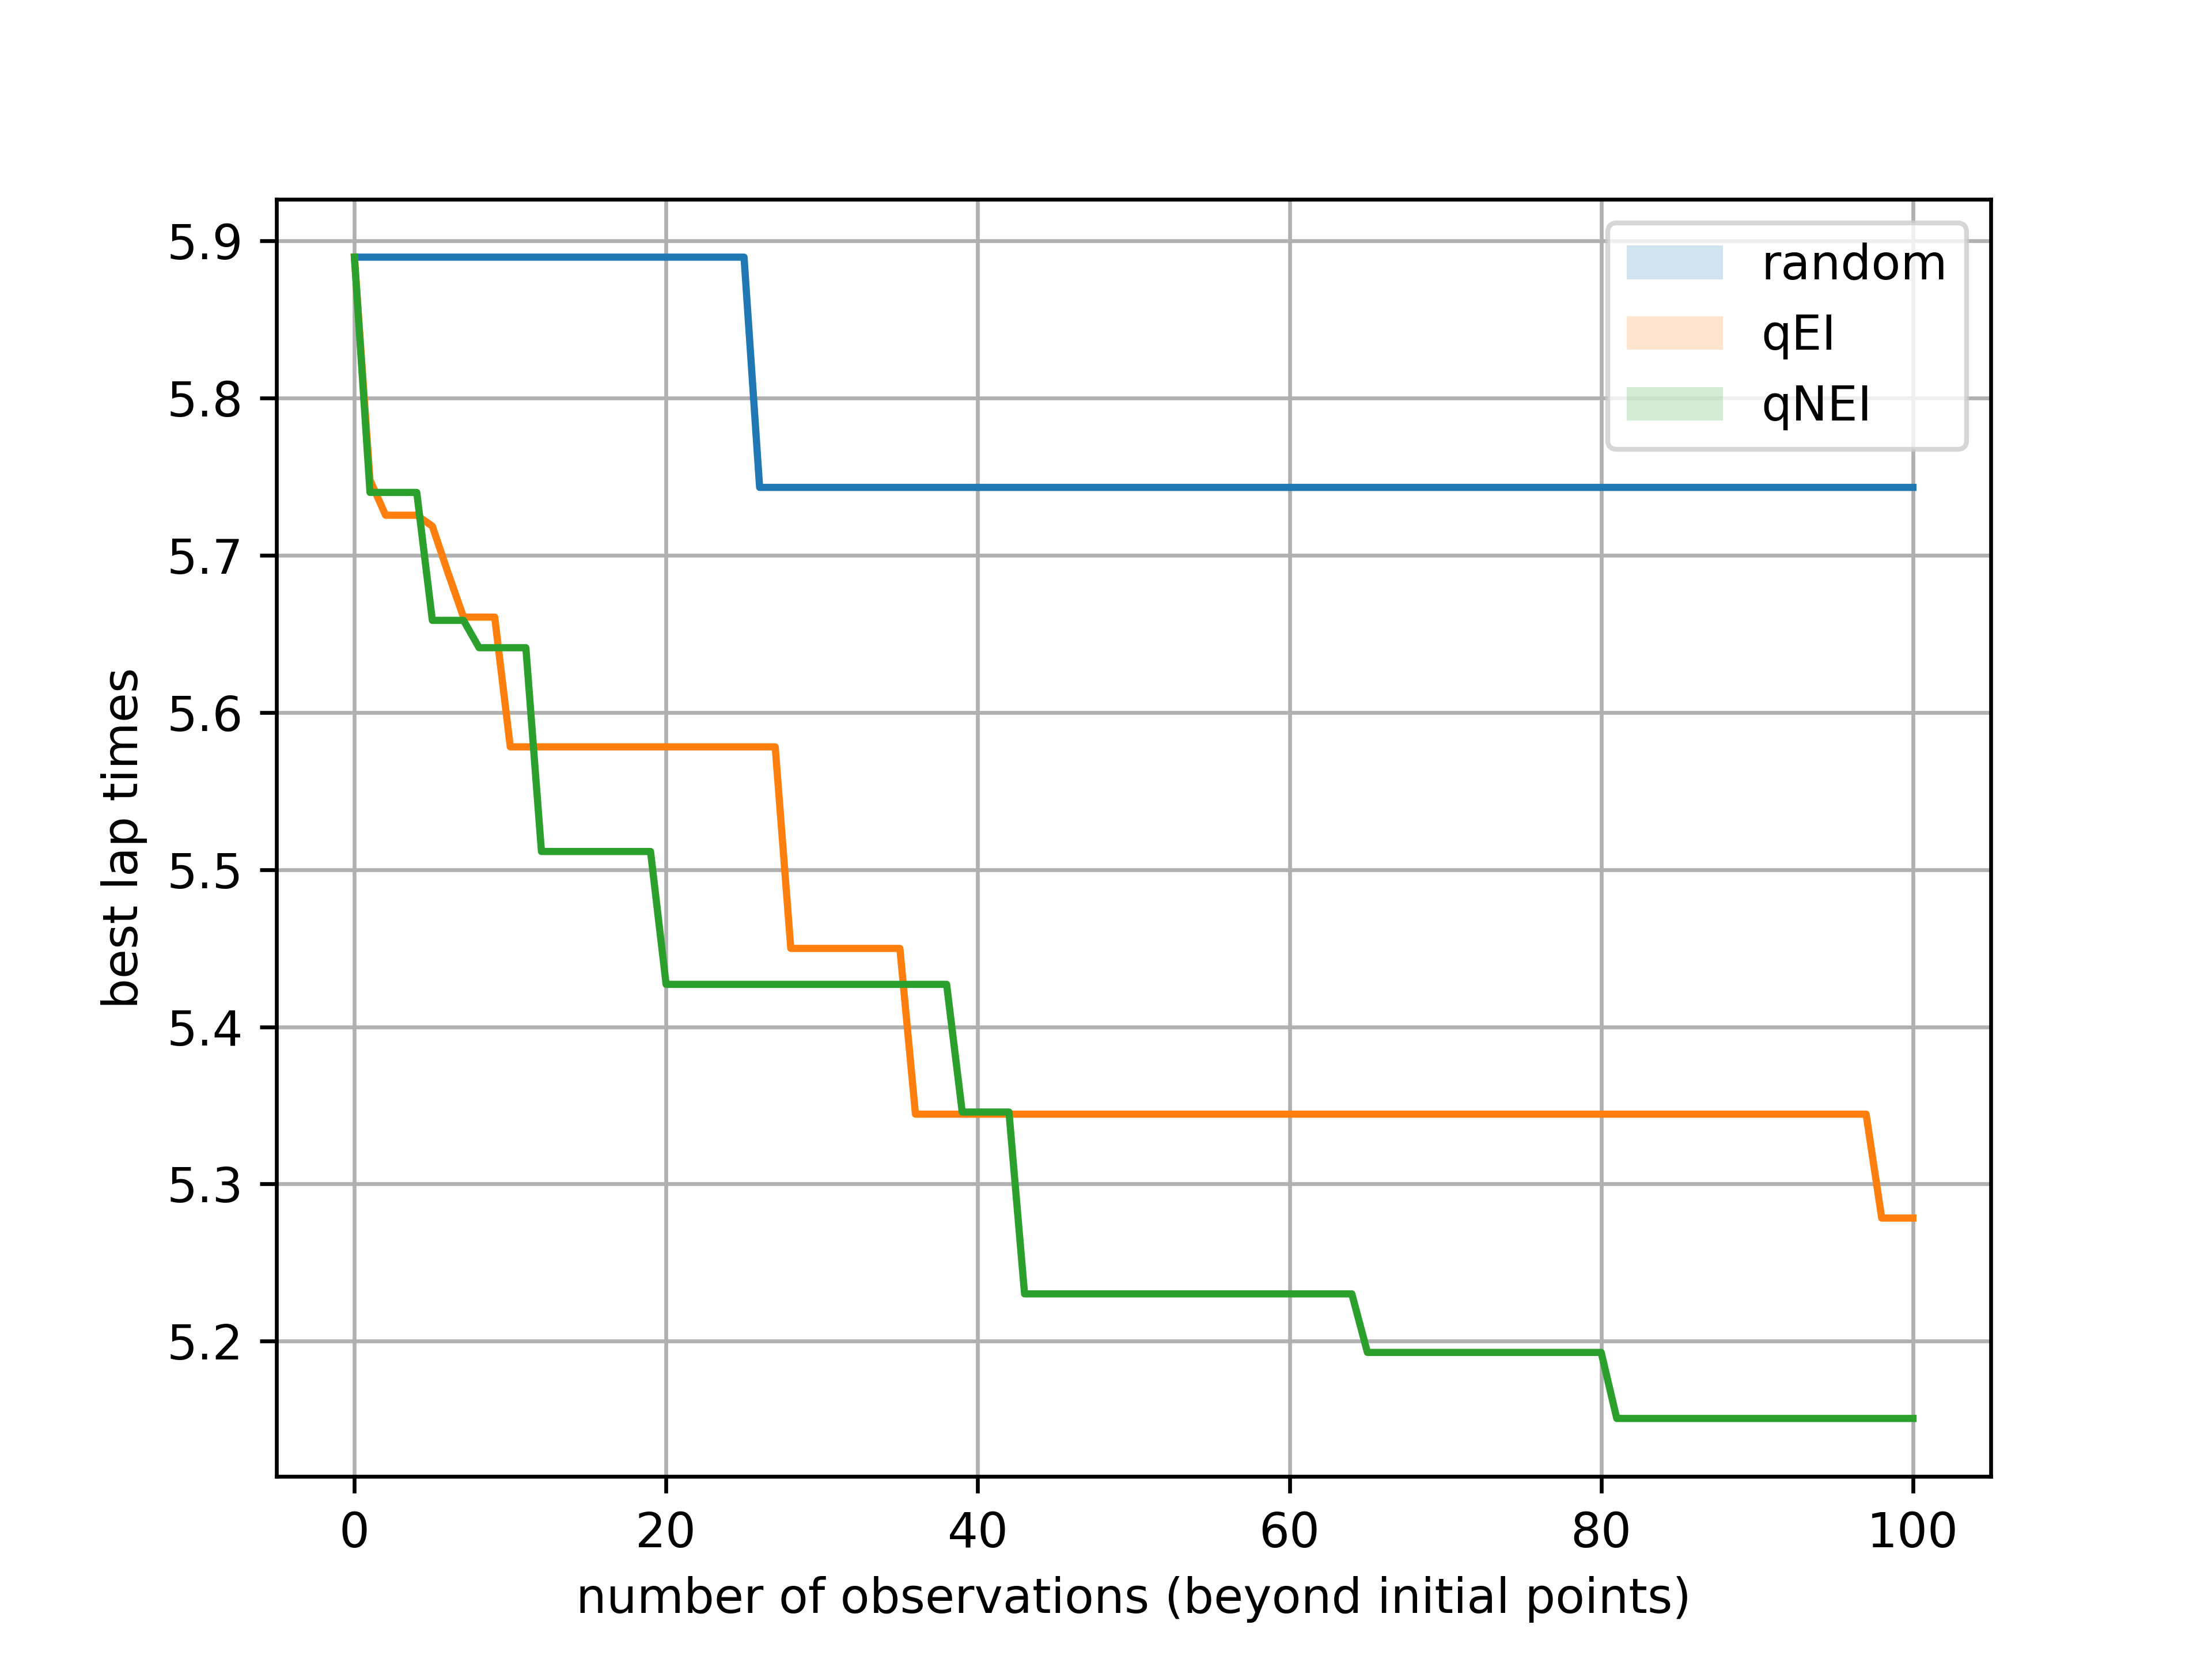 random
qEI
qNEI
5.9
5.8
5.7
5.6
5.5
5.4
5.3
5.2
best lap times
0 20 40 60 80 100
number of observations (beyond initial points)